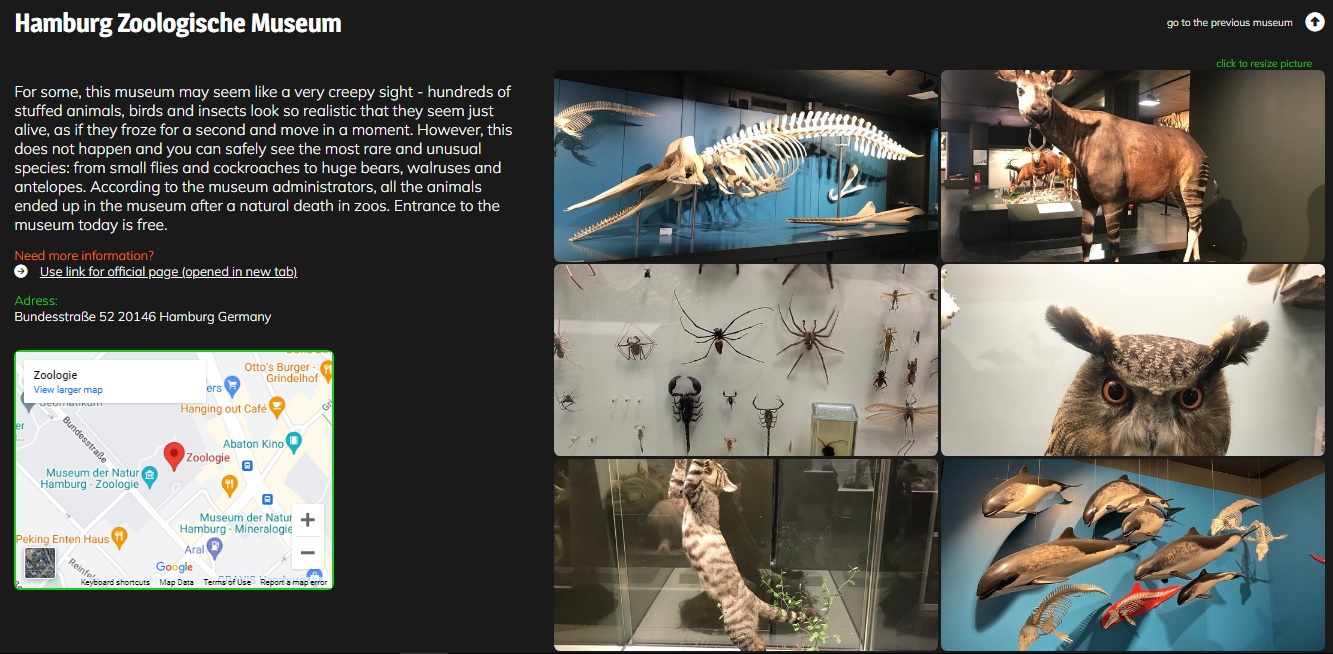 Hamburg Zoologische Museum
go to the previous museum
click to resize picture
For some, this museum may seem like a very creepy sight - hundreds of
stuffed animals, birds and insects look so realistic that they seem just
alive, as if they froze for a second and move in a moment. However, this
does not happen and you can safely see the most rare and unusual
species: from small flies and cockroaches to huge bears, walruses and
antelopes. According to the museum administrators, all the animals
ended up in the museum after a natural death in zoos. Entrance to the
museum today is free.
Need more information?
Use link for official page (opened in new tab)
Adress:
Bundesstraße 52 20146 Hamburg Germany
Zoologie
View larger map
Otto's Burger -
Grindelhof
ers
Hanging out Café
Geomatikum
er
Bundesstraße
Abaton Kino
Zoologie
Museum der Natur
Hamburg - Zoologie
Museum der Natur
Hamburg - Mineralogie
Peking Enten Haus
Aral
Reinfel
Google
Keyboard shortcuts
Map Data
Terms of Use
Report a map error